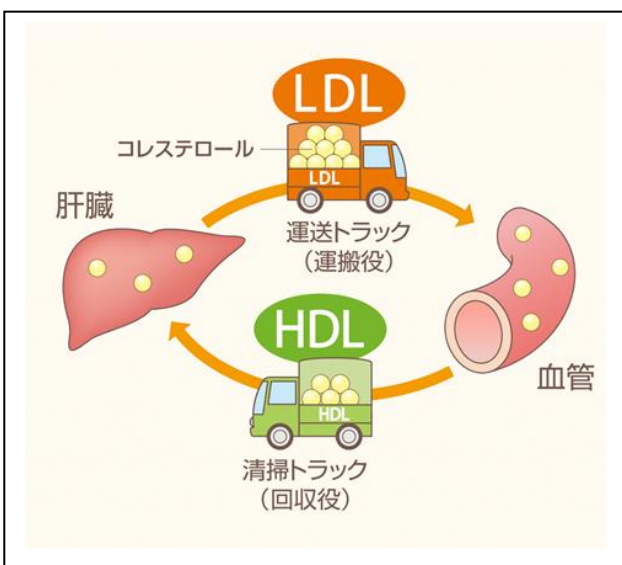 LDL
コレステロール
LDL
肝臓
運送トラック
(運搬役)
HDL
血管
HDL
清掃トラック
(回収役)